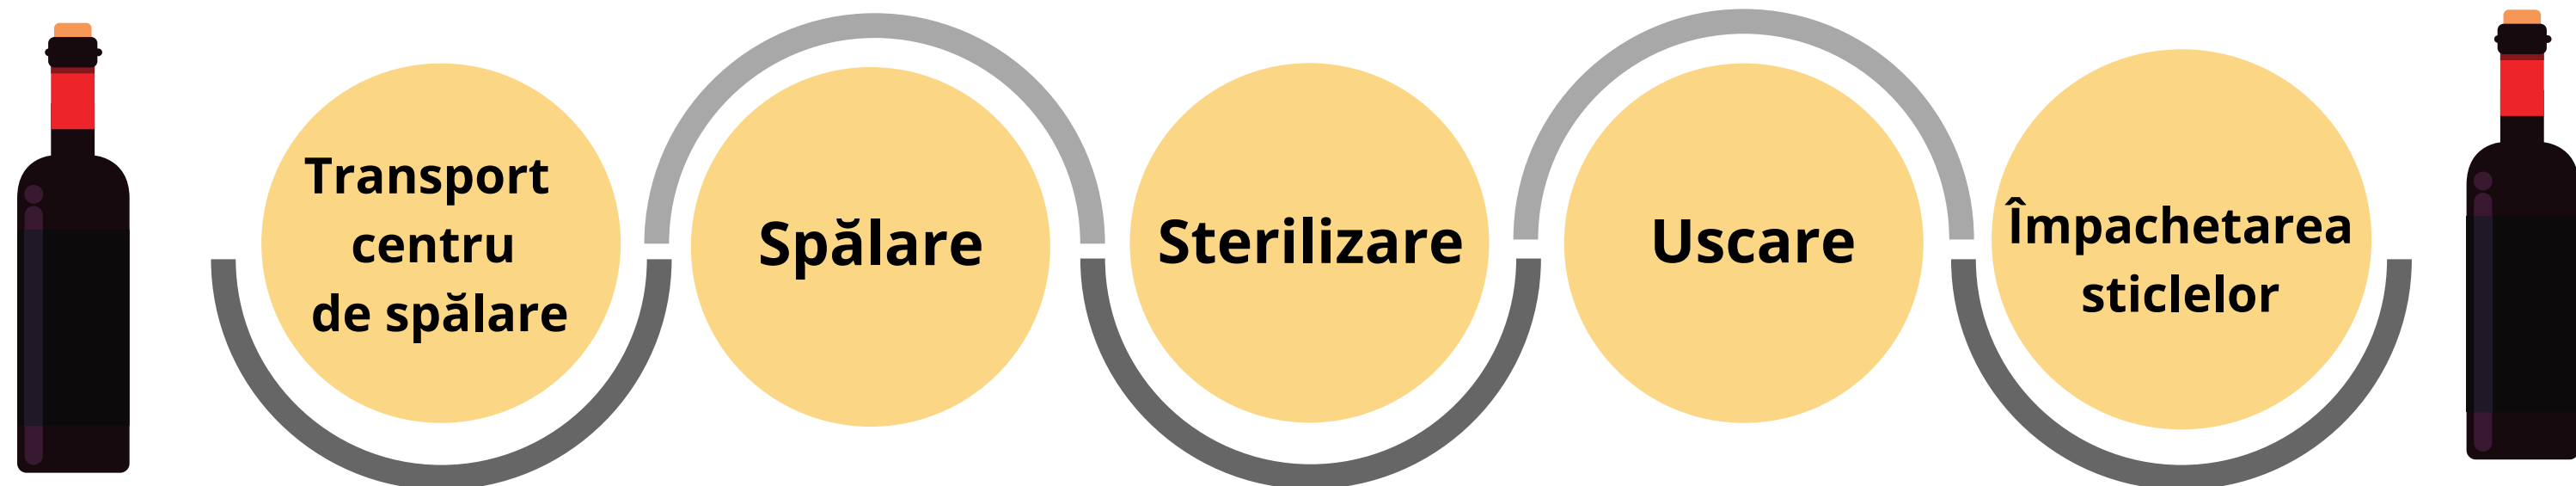 Transport
centru
de spălare
Spălare
Sterilizare
Uscare
Împachetarea
sticlelor